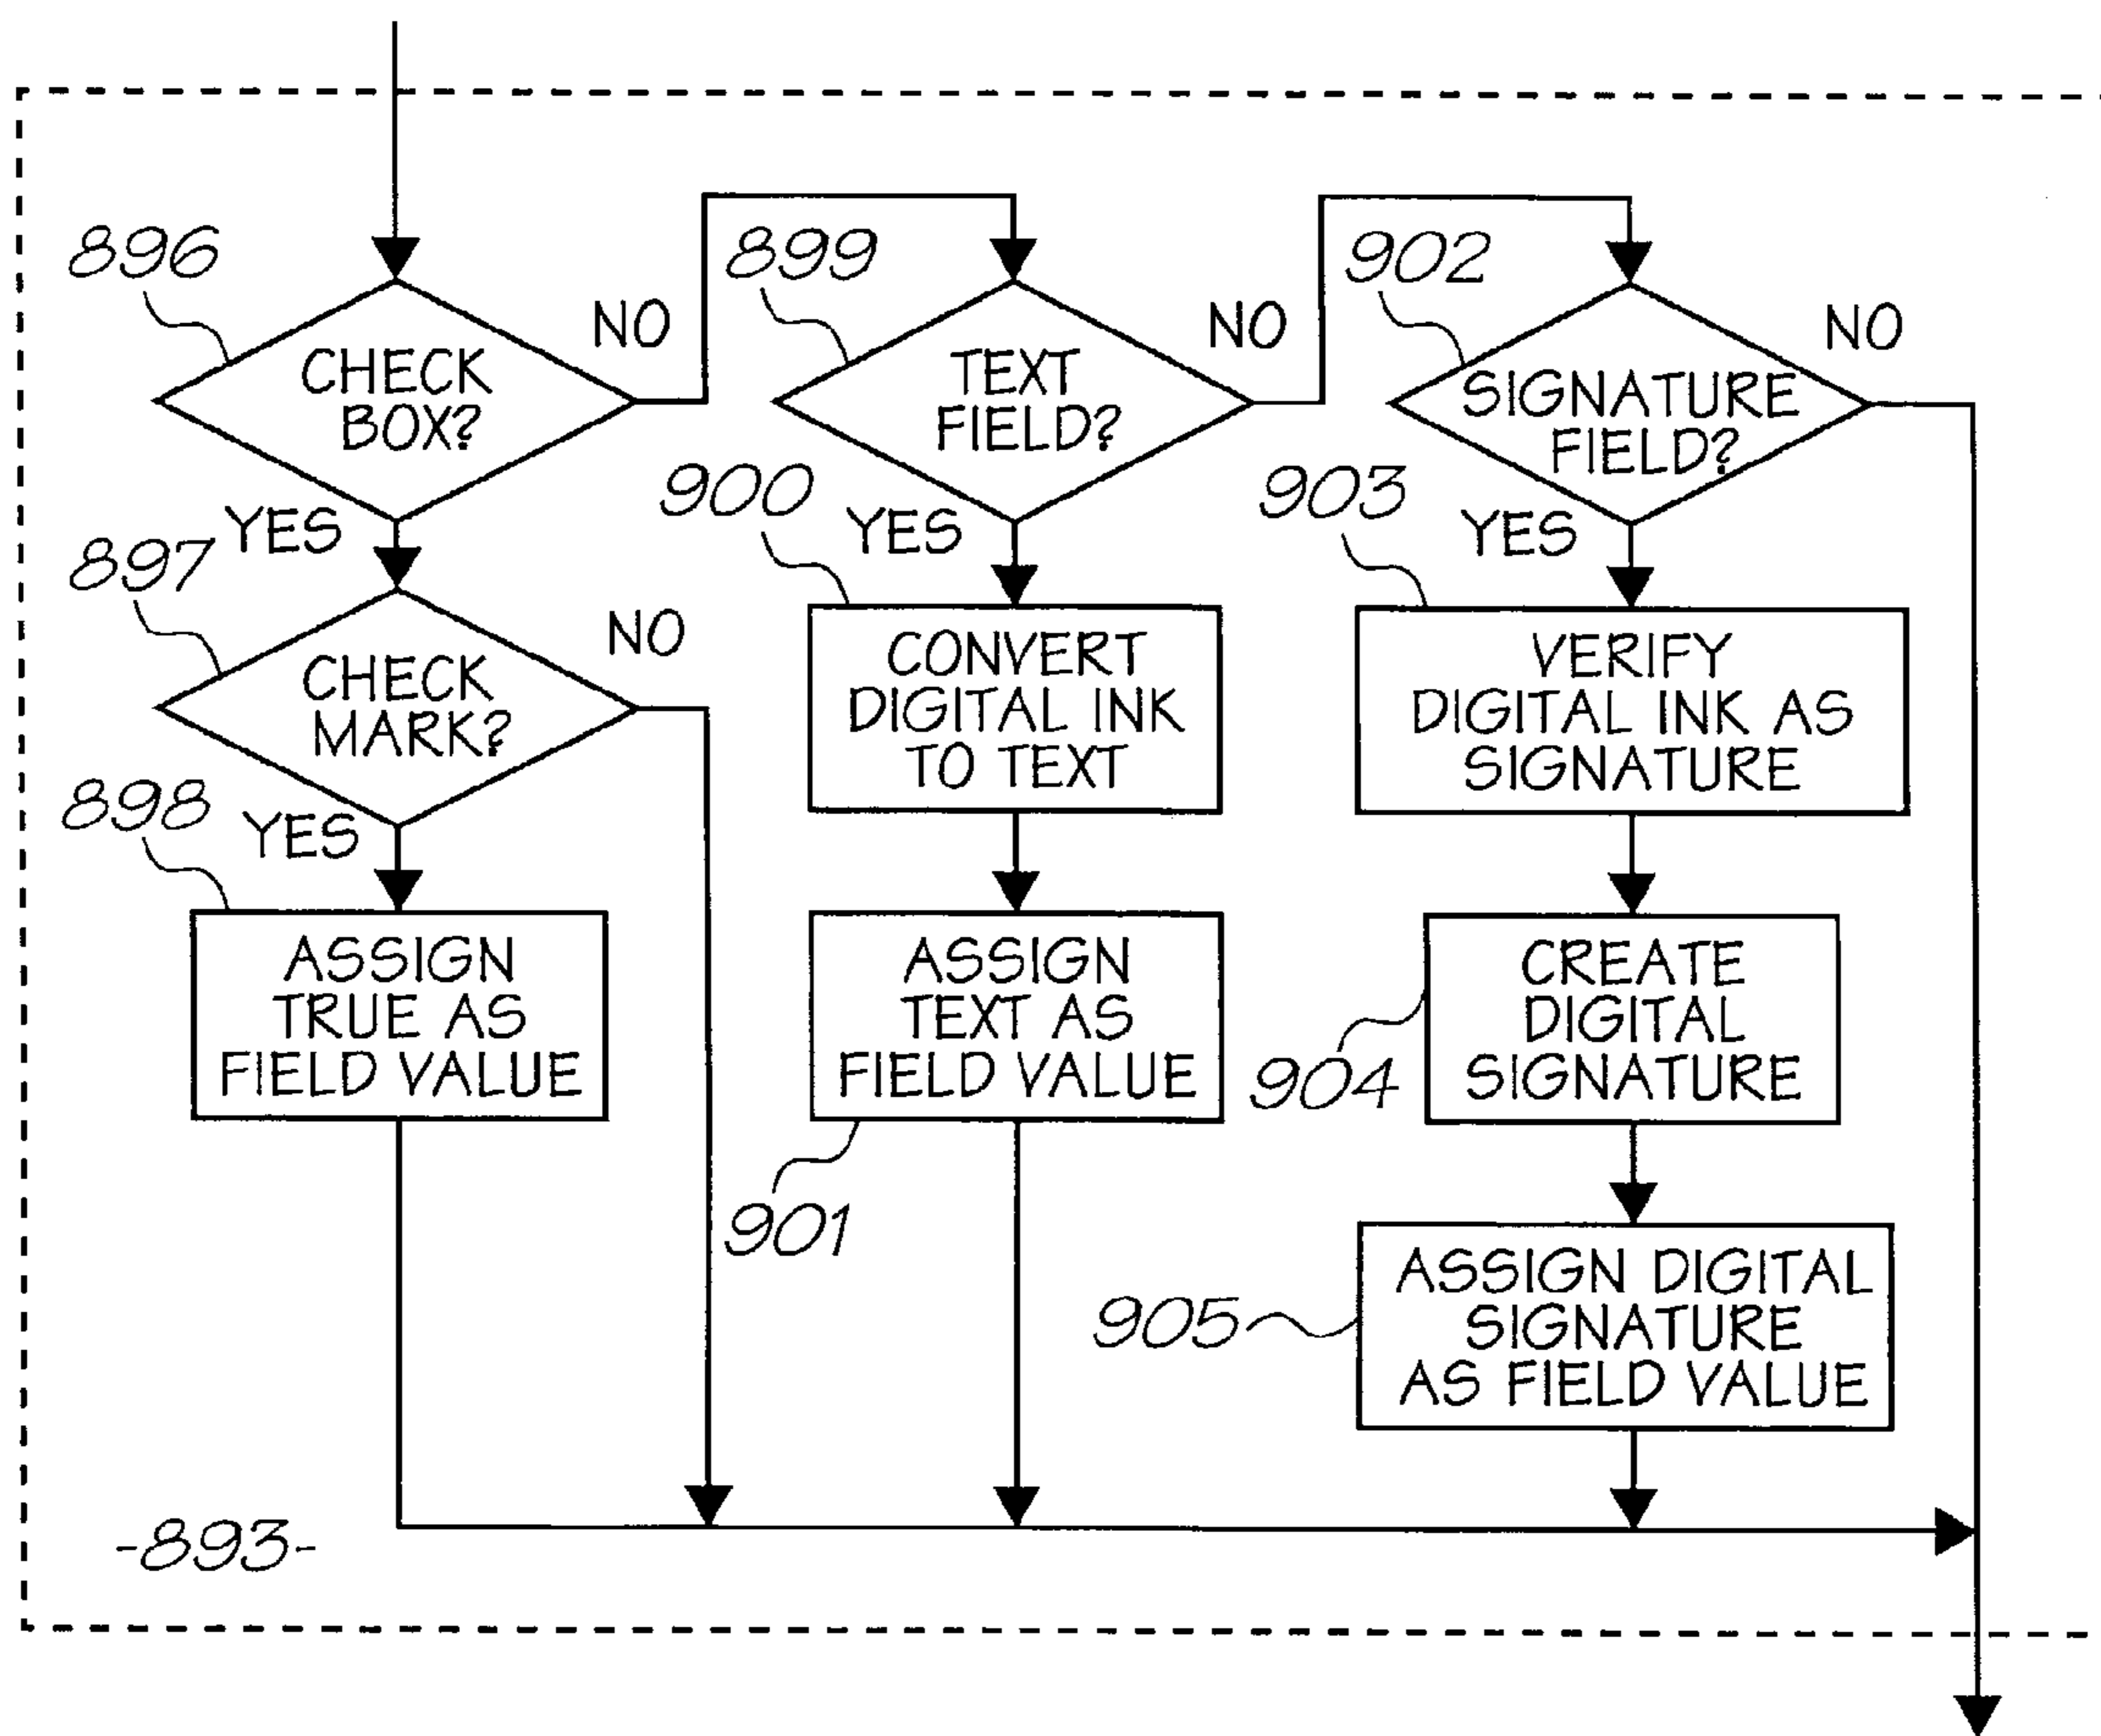 896
CHECK
BOX?
NO
YES
897
CHECK
MARK?
NO
YES
898
ASSIGN
TRUE AS
FIELD VALUE
899
TEXT
FIELD?
NO
YES
900
CONVERT
DIGITAL INK
TO TEXT
ASSIGN
TEXT AS
FIELD VALUE
901
902
SIGNATURE
FIELD?
NO
YES
903
VERIFY
DIGITAL INK AS
SIGNATURE
CREATE
DIGITAL
SIGNATURE
904
ASSIGN DIGITAL
SIGNATURE
AS FIELD VALUE
905
-893-